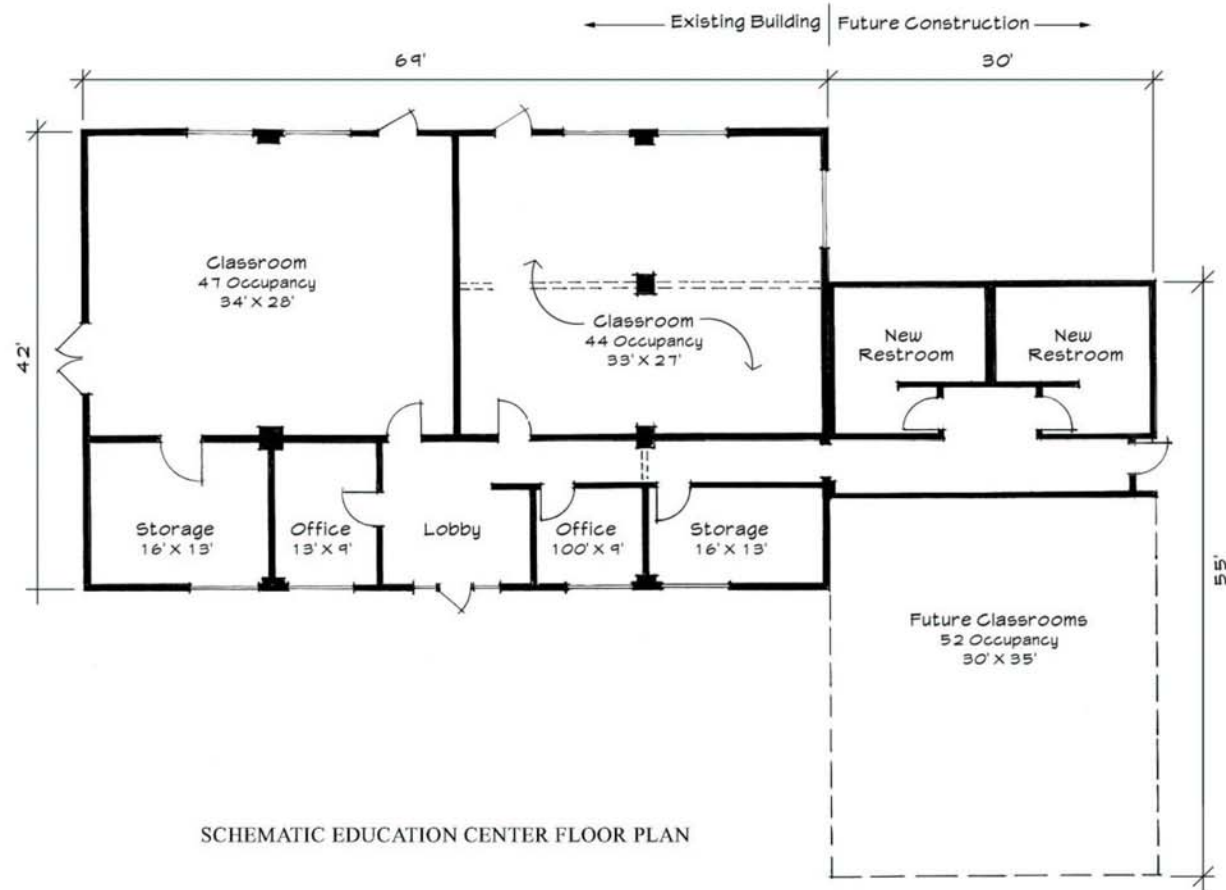 Existing Building | Future Construction
69'
30'
42'
Classroom
47 Occupancy
34' X 28'
Classroom
44 Occupancy
33' X 27'
New
Restroom
New
Restroom
Storage
16' X 13'
Office
13' X 9'
Lobby
Office
100' X 9'
Storage
16' X 13'
55'
Future Classrooms
52 Occupancy
30' X 35'
SCHEMATIC EDUCATION CENTER FLOOR PLAN